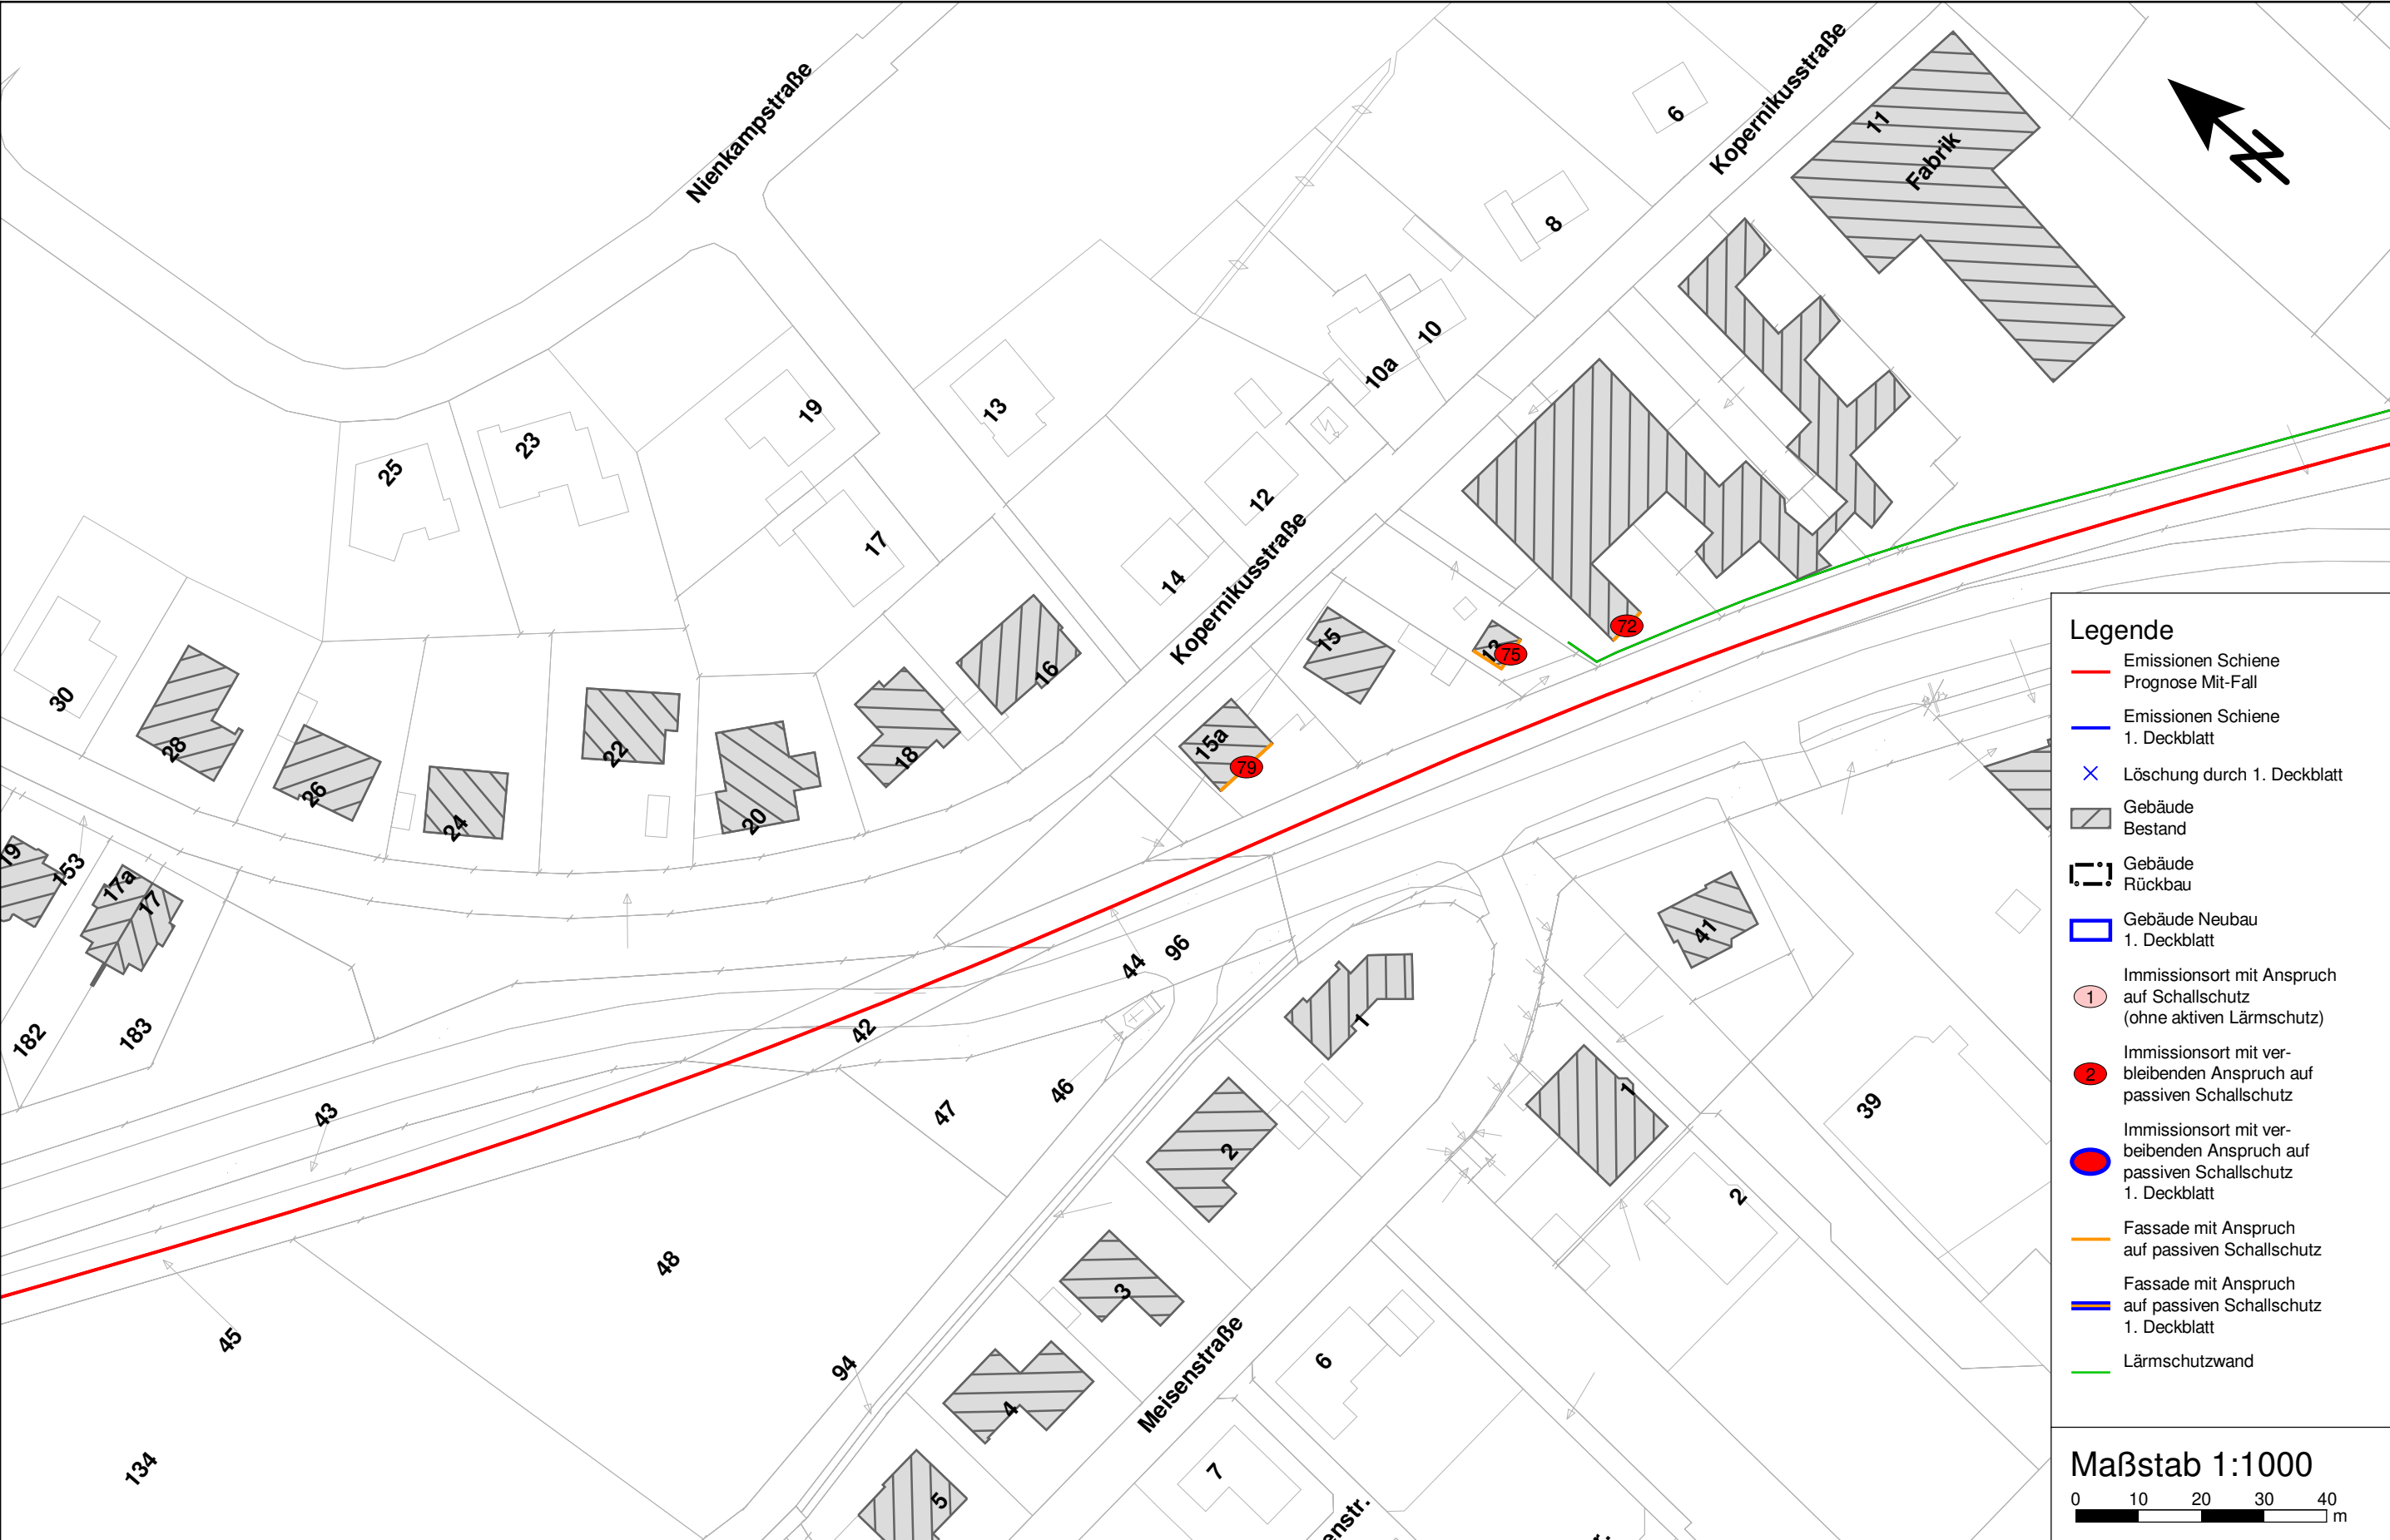 Nienkampstraße
Kopernikusstraße
11
Fabrik
6
8
10
10a
13
19
12
14
Kopernikusstraße
23
25
17
16
15
13
75
72
30
28
26
24
22
20
18
15a
79
19
153
17a
17
182
183
96
44
42
46
47
43
1
41
1
39
2
2
48
3
45
94
4
Meisenstraße
6
134
5
7
enstr.
r.
Legende
Emissionen Schiene
Prognose Mit-Fall
Emissionen Schiene
1. Deckblatt
Löschung durch 1. Deckblatt
Gebäude
Bestand
Gebäude
Rückbau
Gebäude Neubau
1. Deckblatt
1
Immissionsort mit Anspruch
auf Schallschutz
(ohne aktiven Lärmschutz)
2
Immissionsort mit ver-
bleibenden Anspruch auf
passiven Schallschutz
Immissionsort mit ver-
beibenden Anspruch auf
passiven Schallschutz
1. Deckblatt
Fassade mit Anspruch
auf passiven Schallschutz
Fassade mit Anspruch
auf passiven Schallschutz
1. Deckblatt
Lärmschutzwand
Maßstab 1:1000
0 10 20 30 40
m